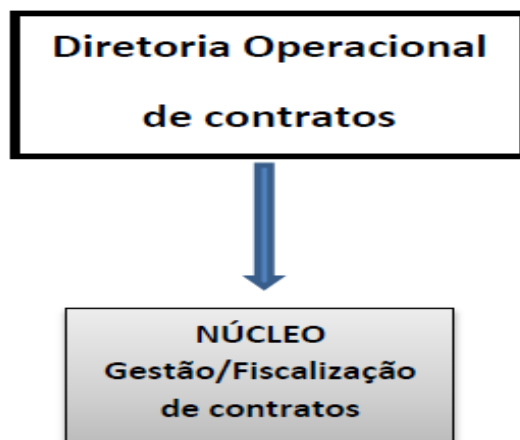 Diretoria Operacional
de contratos
NÚCLEO
Gestão/Fiscalização
de contratos